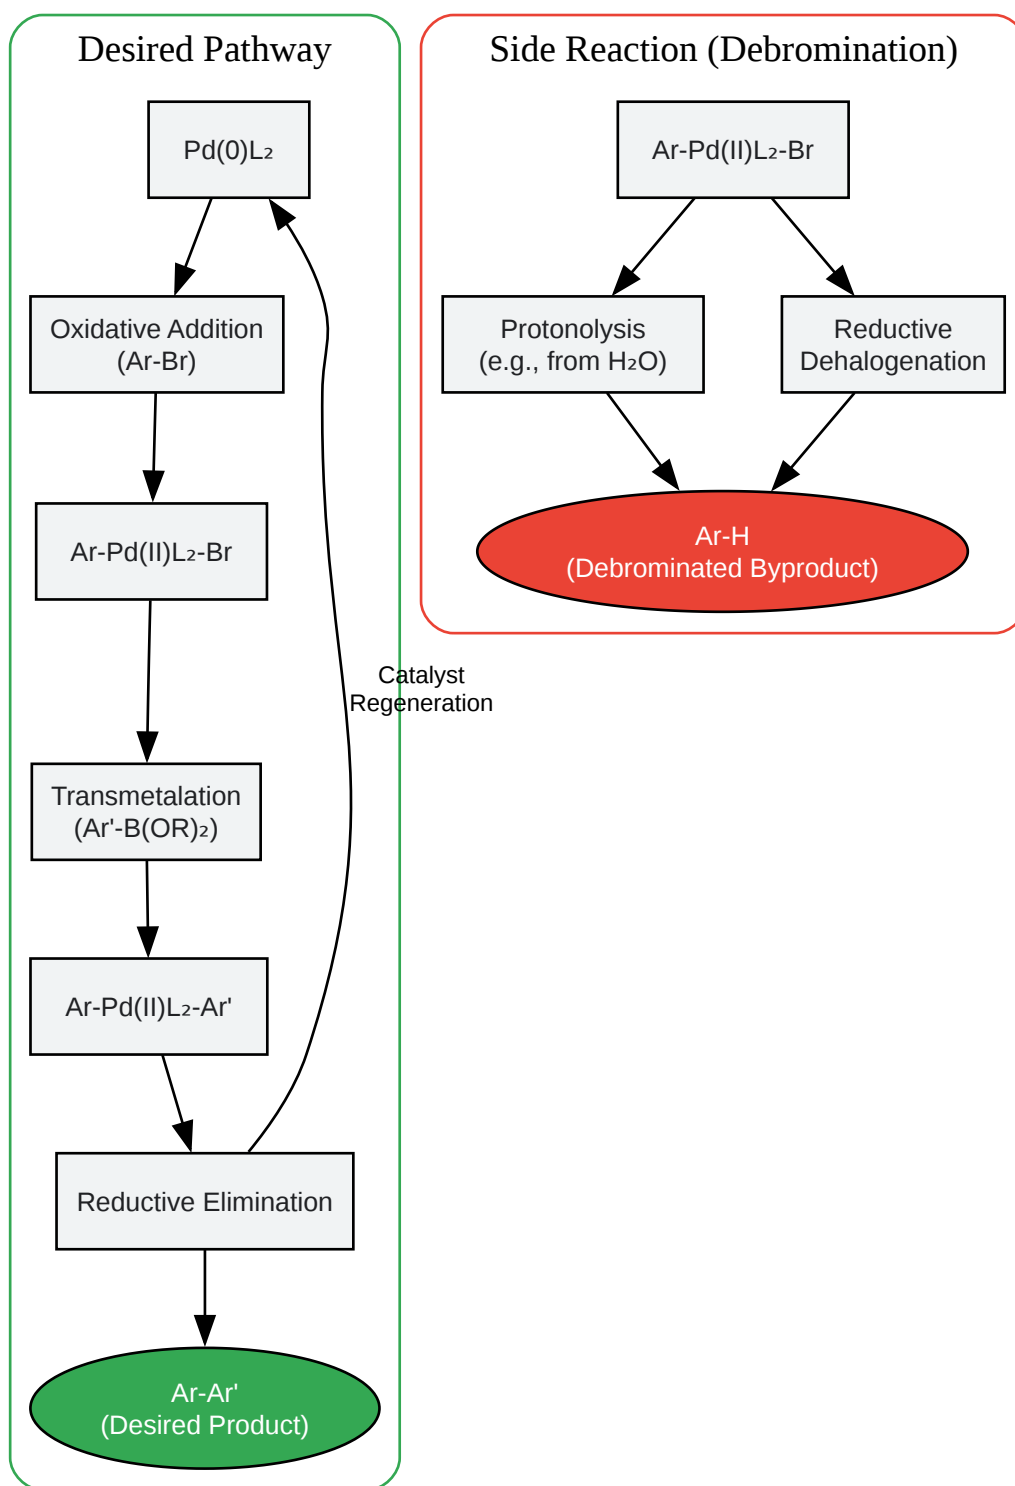 Desired Pathway
Pd(0)L₂
Oxidative Addition
(Ar-Br)
Ar-Pd(II)L₂-Br
Catalyst
Regeneration
Transmetalation
(Ar'-B(OR)₂)
Ar-Pd(II)L₂-Ar'
Reductive Elimination
Ar-Ar'
(Desired Product)
Side Reaction (Debromination)
Ar-Pd(II)L₂-Br
Protonolysis
(e.g., from H₂O)
Reductive
Dehalogenation
Ar-H
(Debrominated Byproduct)